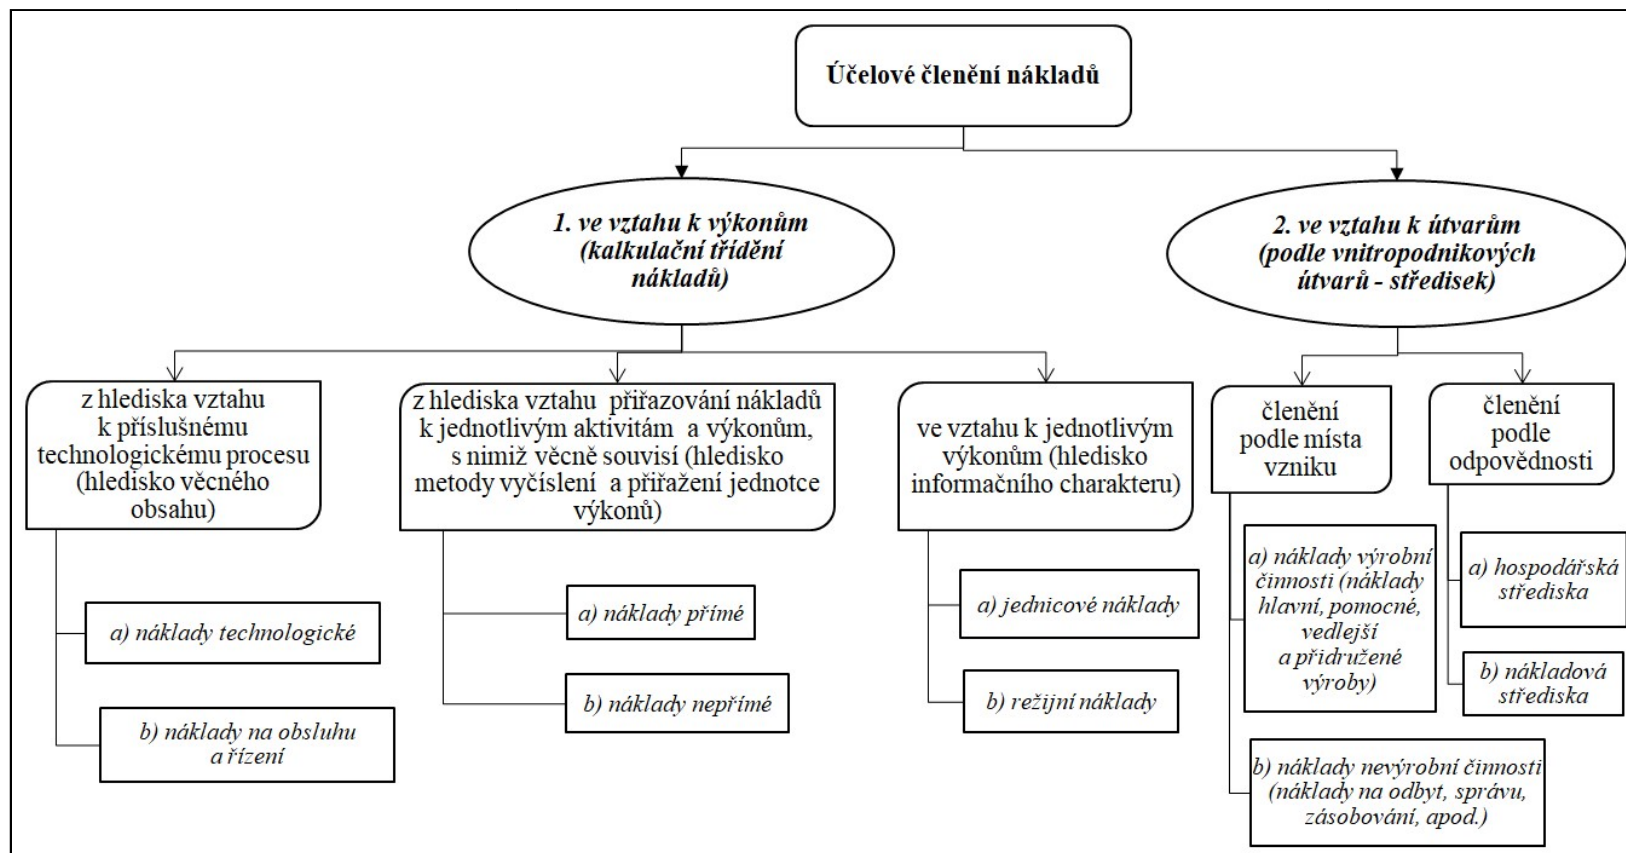 Účelové členění nákladů
1. ve vztahu k výkonům
(kalkulační třídění
nákladů)
2. ve vztahu k útvarům
(podle vnitropodnikových
útvarů - středisek)
z hlediska vztahu
k příslušnému
technologickému procesu
(hledisko věcného
obsahu)
z hlediska vztahu přiřazování nákladů
k jednotlivým aktivitám a výkonům,
s nimiž věcně souvisí (hledisko
metody vyčíslení a přiřažení jednotce
výkonů)
ve vztahu k jednotlivým
výkonům (hledisko
informačního charakteru)
členění
podle místa
vzniku
členění
podle
odpovědnosti
a) náklady technologické
b) náklady na obsluhu
a řízení
a) náklady přímé
b) náklady nepřímé
a) jednicové náklady
b) režijní náklady
a) náklady výrobní
činnosti (náklady
hlavní, pomocné,
vedlejší
a přidružené
výroby)
b) náklady nevýrobní činnosti
(náklady na odbyt, správu,
zásobování, apod.)
a) hospodářská
střediska
b) nákladová
střediska